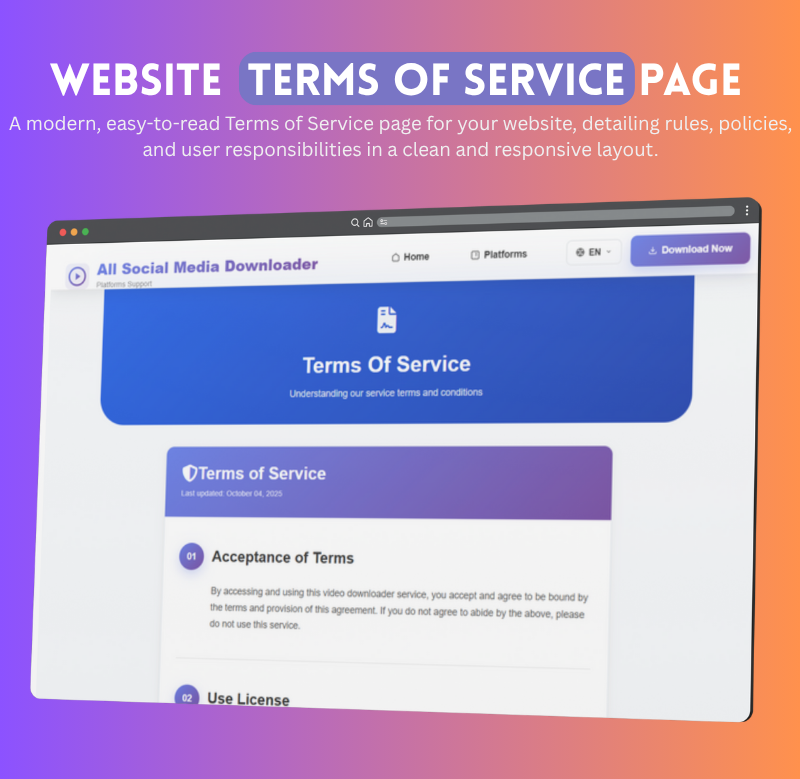 WEBSITE TERMS OF SERVICE PAGE
A modern, easy-to-read Terms of Service page for your website, detailing rules, policies,
and user responsibilities in a clean and responsive layout.
All Social Media Downloader
Platforms Support
Home
Platforms
EN
Download Now
Terms Of Service
Understanding our service terms and conditions
Terms of Service
Last updated: October 04, 2025
01 Acceptance of Terms
By accessing and using this video downloader service, you accept and agree to be bound by
the terms and provision of this agreement. If you do not agree to abide by the above, please
do not use this service.
02 Use License